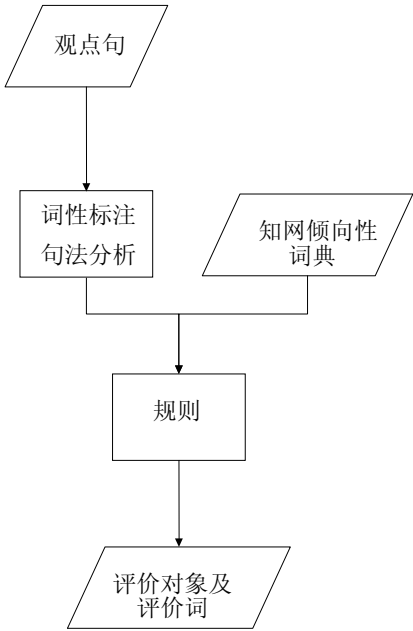 观点句
词性标注
句法分析
知网倾向性
词典
规则
评价对象及
评价词